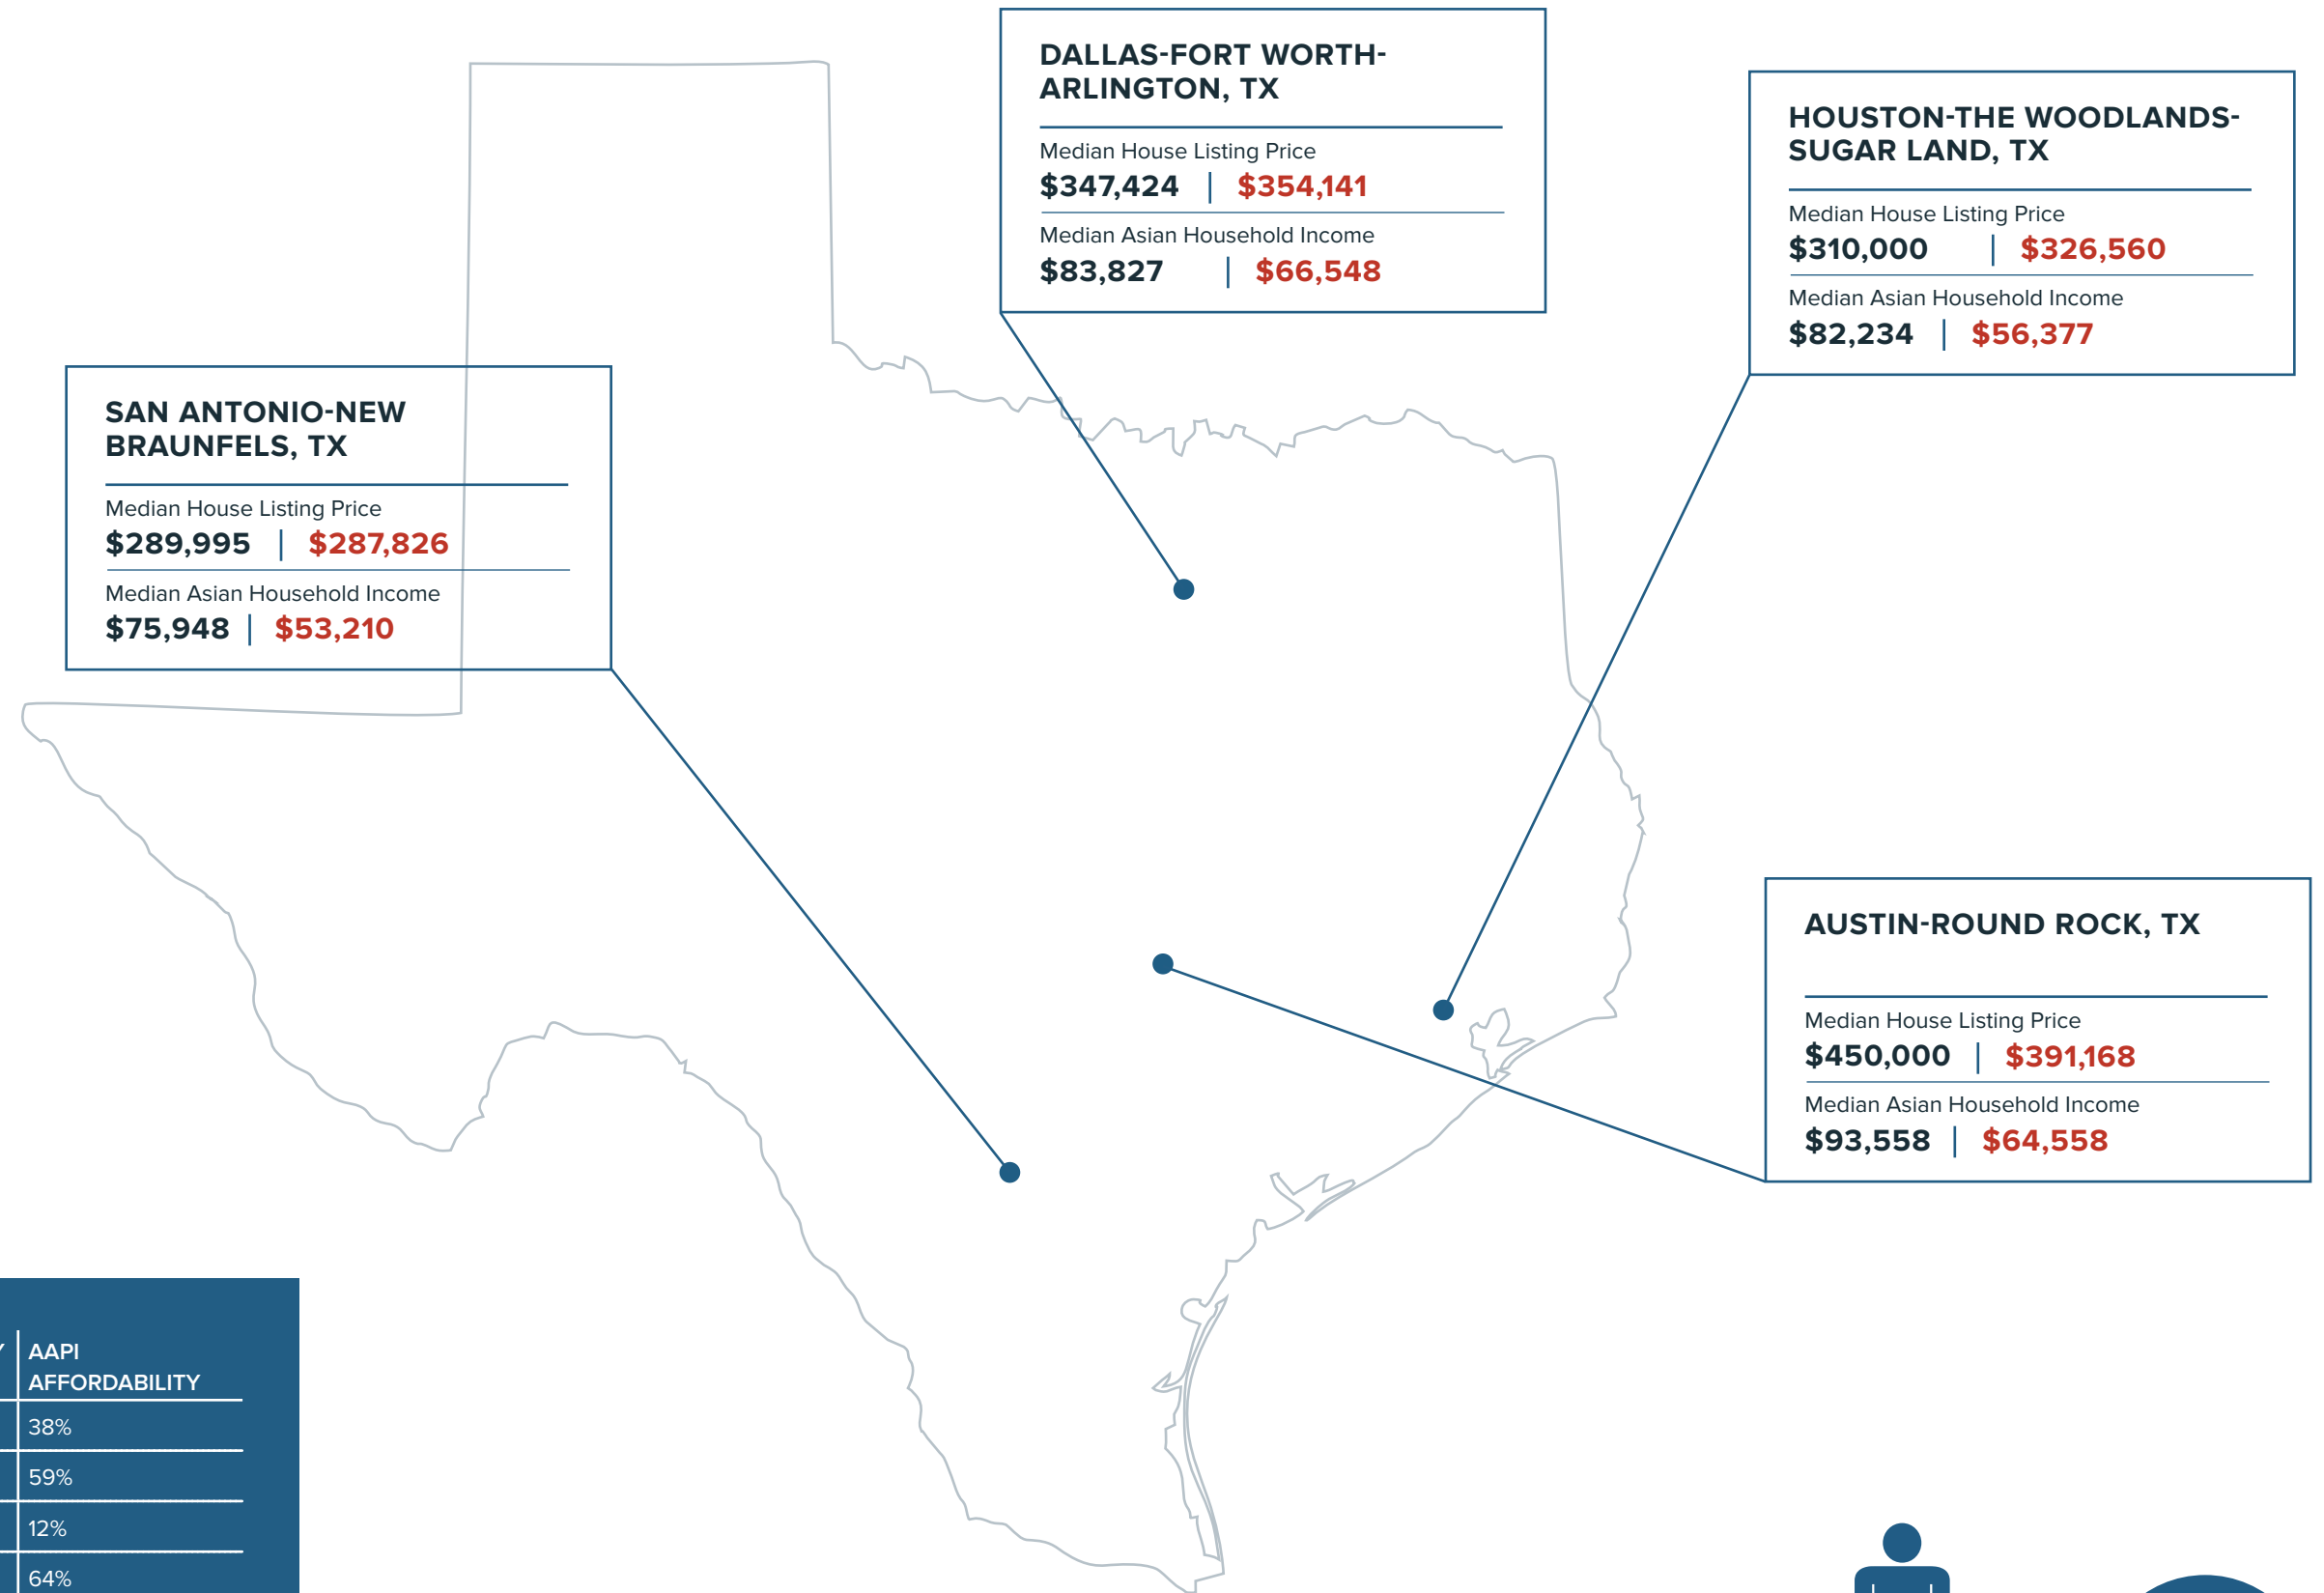 DALLAS-FORT WORTH-
ARLINGTON, TX
Median House Listing Price
$347,424 | $354,141
Median Asian Household Income
$83,827 | $66,548
HOUSTON-THE WOODLANDS-
SUGAR LAND, TX
Median House Listing Price
$310,000 | $326,560
Median Asian Household Income
$82,234 | $56,377
SAN ANTONIO-NEW
BRAUNFELS, TX
Median House Listing Price
$289,995 | $287,826
Median Asian Household Income
$75,948 | $53,210
AUSTIN-ROUND ROCK, TX
Median House Listing Price
$450,000 | $391,168
Median Asian Household Income
$93,558 | $64,558
AAPI
AFFORDABILITY
38%
59%
12%
64%